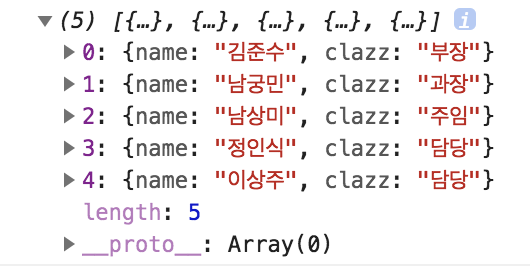 (5) [{…}, {…}, {…}, {…}, {…}] i
0: {name: "김준수", clazz: "부장"}
1: {name: "남궁민", clazz: "과장"}
2: {name: "남상미", clazz: "주임"}
3: {name: "정인식", clazz: "담당"}
4: {name: "이상주", clazz: "담당"}
length: 5
__proto__: Array(0)